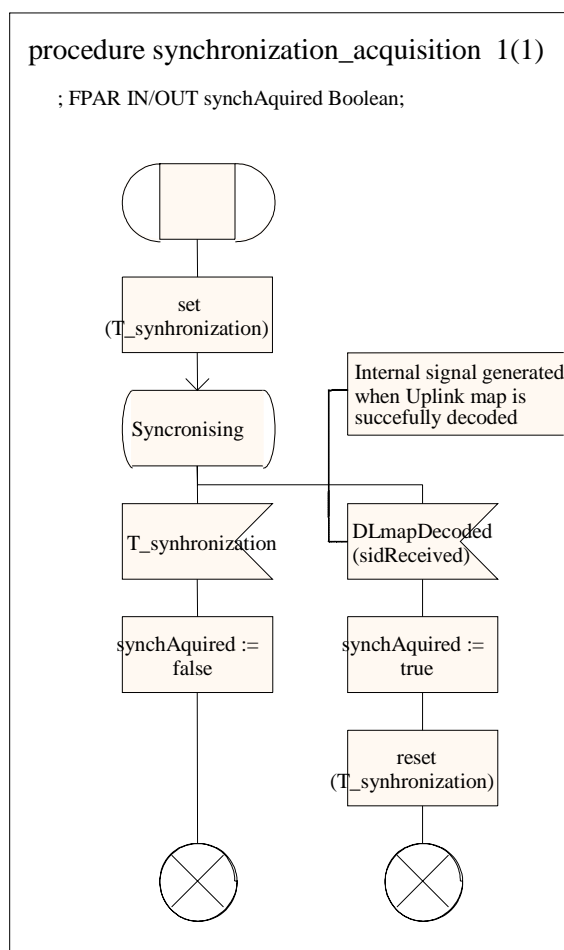 procedure synchronization_acquisition 1(1)
; FPAR IN/OUT synchAquired Boolean;
set
(T_synhronization)
Internal signal generated
when Uplink map is
succefully decoded
Syncronising
T_synhronization
DLmapDecoded
(sidReceived)
synchAquired :=
false
synchAquired :=
true
reset
(T_synhronization)